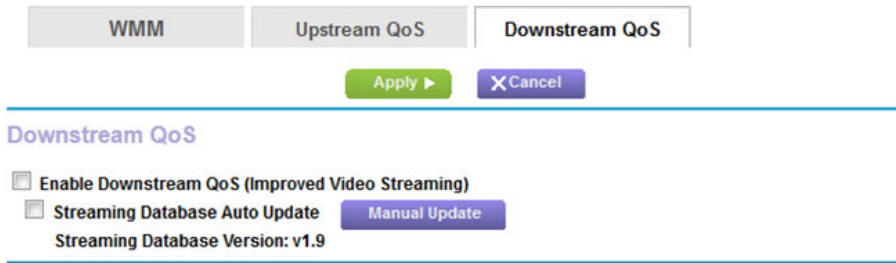 WMM Upstream QoS Downstream QoS
Apply Cancel
Downstream QoS
Enable Downstream QoS (Improved Video Streaming)
Streaming Database Auto Update Manual Update
Streaming Database Version: v1.9